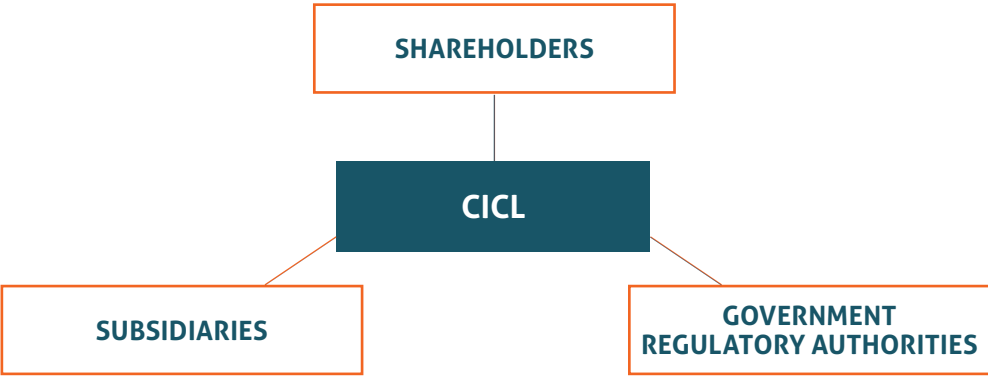 SHAREHOLDERS
CICL
SUBSIDIARIES
GOVERNMENT
REGULATORY AUTHORITIES